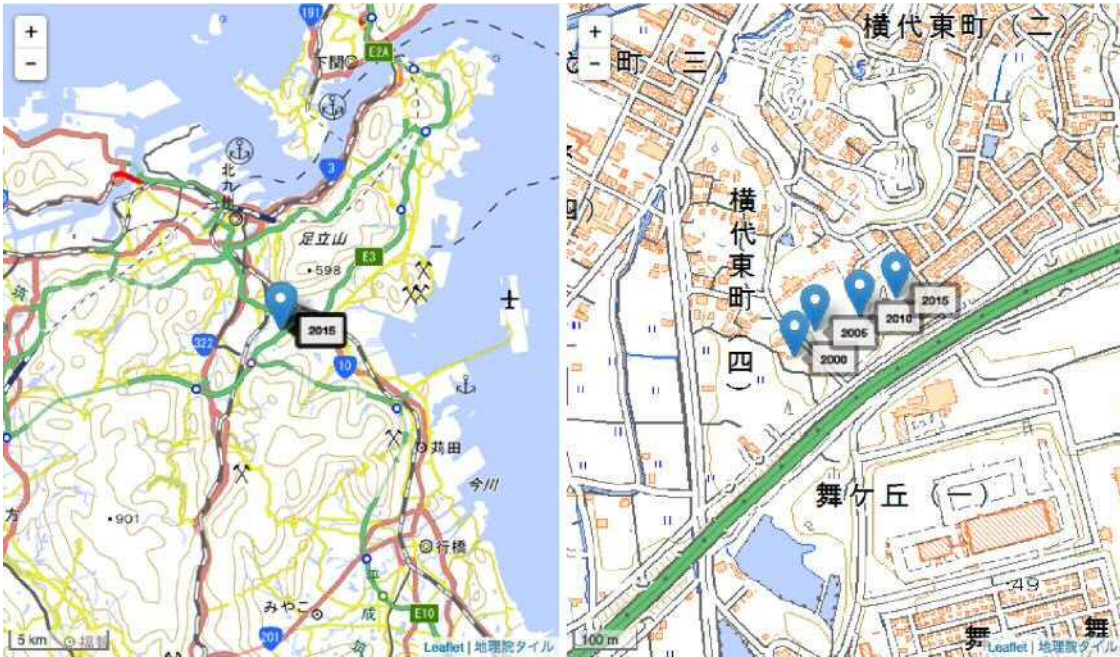 +
−
191
E2A
下関
3
北九州
足立山
598
E3
2015
322
10
苅田
今川
901
行橋
みやこ
E10
201
5 km
Leaflet | 地理院タイル
+
−
横代東町（二）
町（三）
横代東町（四）
四）
2015
2010
2005
2000
舞ケ丘（一）
49
舞
舞
100 m
Leaflet | 地理院タイル